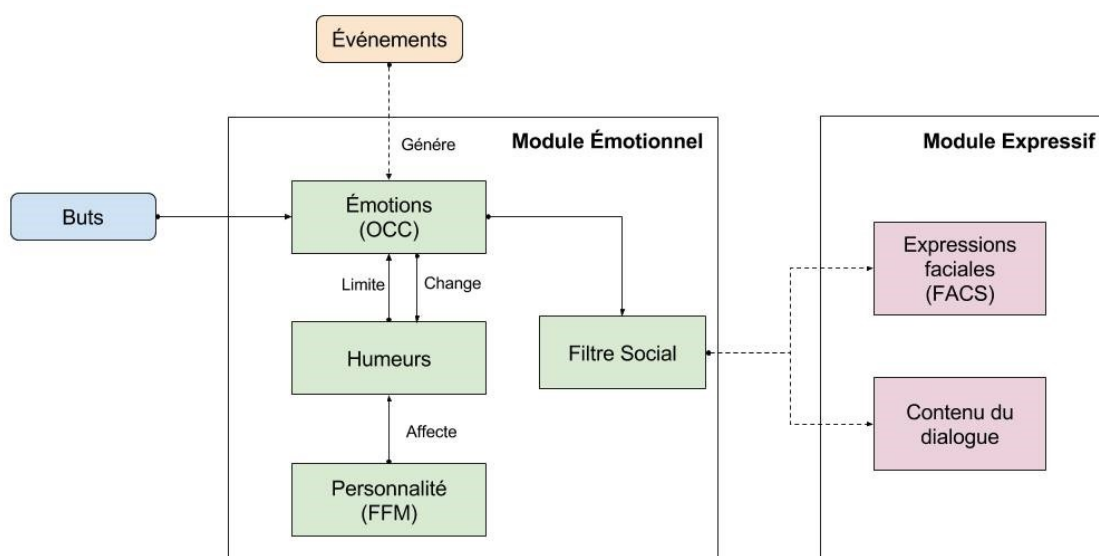 Événements
Module Émotionnel
Module Expressif
Génére
Buts
Émotions
(OCC)
Expressions
faciales
(FACS)
Limite
Change
Humeurs
Filtre Social
Contenu du
dialogue
Affecte
Personnalité
(FFM)